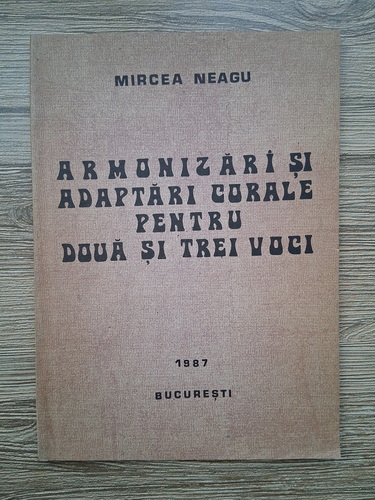 MIRCEA NEAGU
ARMONIZĂRI ȘI
ADAPTĂRI CORALE
PENTRU
DOUĂ ȘI TREI VOCI
1987
BUCUREȘTI